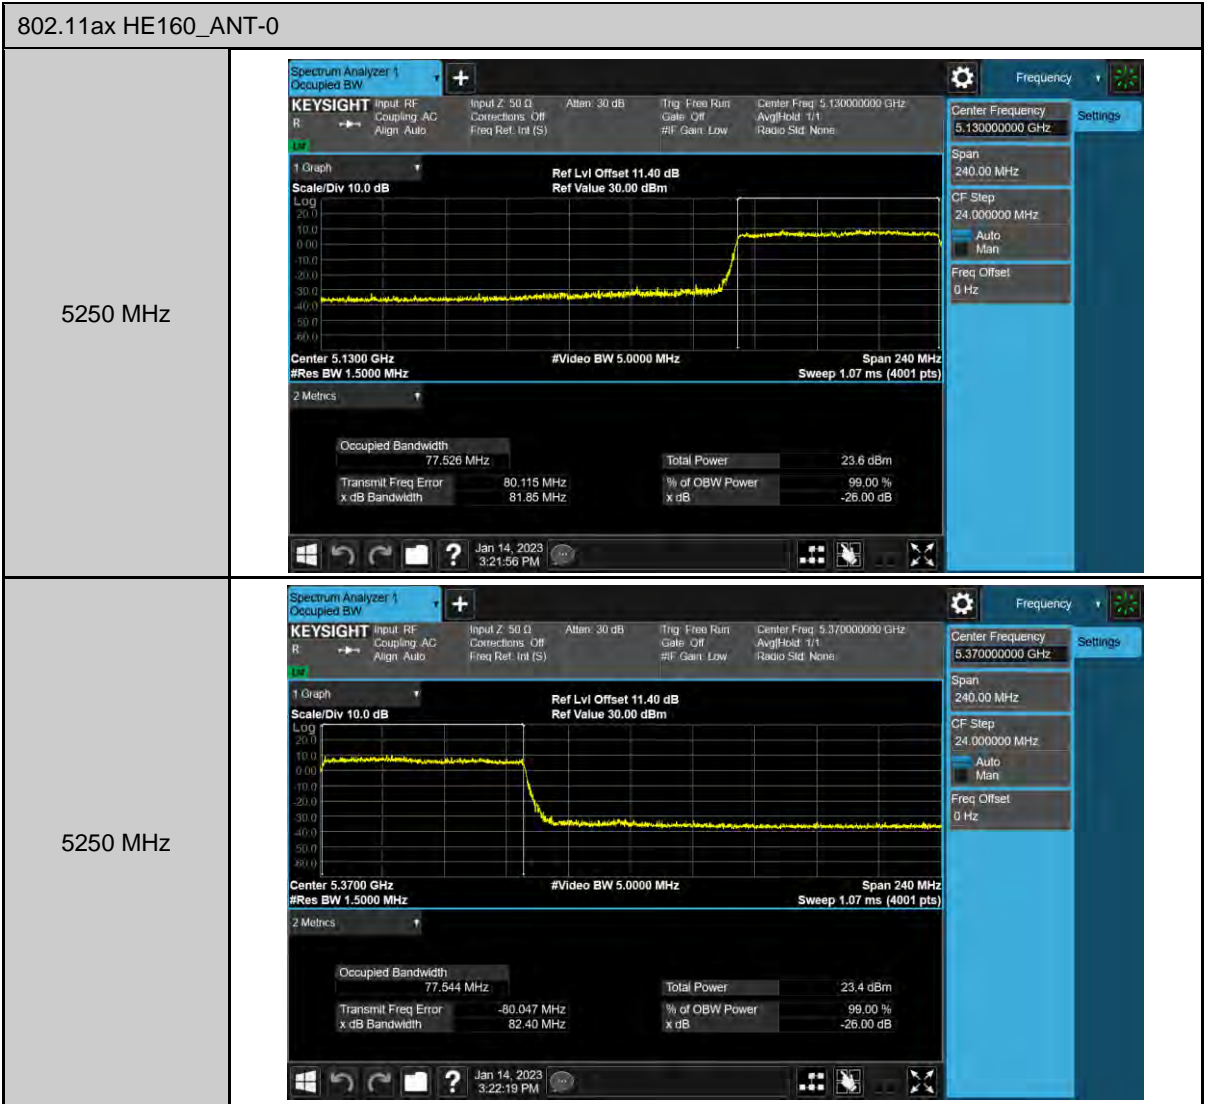 802.11ax HE160_ANT-0
5250 MHz
Spectrum Analyzer 1
Occupied BW
+
Frequency
KEYSIGHT
R
Input: RF
Coupling: AC
Align: Auto
Input Z: 50 Ω
Corrections: Off
Freq Ref: Int (S)
Atten: 30 dB
Trig: Free Run
Gate: Off
#IF Gain: Low
Center Freq: 5.130000000 GHz
Avg|Hold: 1/1
Radio Std: None
Center Frequency
5.130000000 GHz
Settings
Span
240.00 MHz
CF Step
24.000000 MHz
Auto
Man
Freq Offset
0 Hz
1 Graph
Scale/Div 10.0 dB
Ref Lvl Offset 11.40 dB
Ref Value 30.00 dBm
Log
20.0
10.0
0.00
-10.0
-20.0
-30.0
-40.0
-50.0
-60.0
Center 5.1300 GHz
#Video BW 5.0000 MHz
Span 240 MHz
#Res BW 1.5000 MHz
Sweep 1.07 ms (4001 pts)
2 Metrics
Occupied Bandwidth
77.526 MHz
Total Power 23.6 dBm
Transmit Freq Error 80.115 MHz
% of OBW Power 99.00 %
x dB Bandwidth 81.85 MHz
x dB -26.00 dB
?
Jan 14, 2023
3:21:56 PM
5250 MHz
Spectrum Analyzer 1
Occupied BW
+
Frequency
KEYSIGHT
R
Input: RF
Coupling: AC
Align: Auto
Input Z: 50 Ω
Corrections: Off
Freq Ref: Int (S)
Atten: 30 dB
Trig: Free Run
Gate: Off
#IF Gain: Low
Center Freq: 5.370000000 GHz
Avg|Hold: 1/1
Radio Std: None
Center Frequency
5.370000000 GHz
Settings
Span
240.00 MHz
CF Step
24.000000 MHz
Auto
Man
Freq Offset
0 Hz
1 Graph
Scale/Div 10.0 dB
Ref Lvl Offset 11.40 dB
Ref Value 30.00 dBm
Log
20.0
10.0
0.00
-10.0
-20.0
-30.0
-40.0
-50.0
-60.0
Center 5.3700 GHz
#Video BW 5.0000 MHz
Span 240 MHz
#Res BW 1.5000 MHz
Sweep 1.07 ms (4001 pts)
2 Metrics
Occupied Bandwidth
77.544 MHz
Total Power 23.4 dBm
Transmit Freq Error -80.047 MHz
% of OBW Power 99.00 %
x dB Bandwidth 82.40 MHz
x dB -26.00 dB
?
Jan 14, 2023
3:22:19 PM